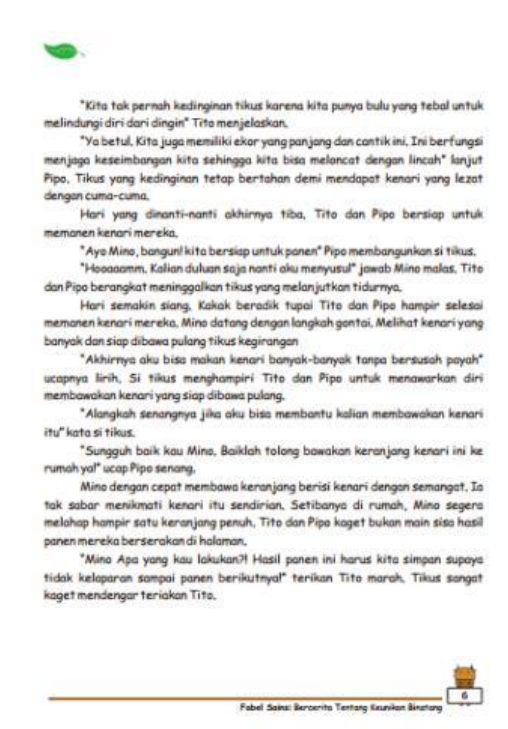 "Kita tak pernah kedinginan tikus karena kita punya bulu yang tebal untuk
melindungi diri dari dingin" Tito menjelaskan.
"Ya betul. Kita juga memiliki ekor yang panjang dan cantik ini. Ini berfungsi
menjaga keseimbangan kita sehingga kita bisa meloncat dengan lincah" lanjut
Pipo. Tikus yang kedinginan tetap bertahan demi mendapat kenari yang lezat
dengan cuma-cuma.
Hari yang dinanti-nanti akhirnya tiba. Tito dan Pipo bersiap untuk
memanen kenari mereka.
"Ayo Mino, bangun! kita bersiap untuk panen" Pipo membangunkan si tikus.
"Hooaaamm. Kalian duluan saja nanti aku menyusul" jawab Mino malas. Tito
dan Pipo berangkat meninggalkan tikus yang melanjutkan tidurnya.
Hari semakin siang. Kakak beradik tupai Tito dan Pipo hampir selesai
memanen kenari mereka. Mino datang dengan langkah gontai. Melihat kenari yang
banyak dan siap dibawa pulang tikus kegirangan
"Akhirnya aku bisa makan kenari banyak-banyak tanpa bersusah payah"
ucapnya lirih. Si tikus menghampiri Tito dan Pipo untuk menawarkan diri
membawakan kenari yang siap dibawa pulang.
"Alangkah senangnya jika aku bisa membantu kalian membawakan kenari
itu" kata si tikus.
"Sungguh baik kau Mino. Baiklah tolong bawakan keranjang kenari ini ke
rumah ya!" ucap Pipo senang.
Mino dengan cepat membawa keranjang berisi kenari dengan semangat. Ia
tak sabar menikmati kenari itu sendirian. Setibanya di rumah, Mino segera
melahap hampir satu keranjang penuh. Tito dan Pipo kaget bukan main sisa hasil
panen mereka berserakan di halaman.
"Mino Apa yang kau lakukan?! Hasil panen ini harus kita simpan supaya
tidak kelaparan sampai panen berikutnya!" terikan Tito marah. Tikus sangat
kaget mendengar teriakan Tito.
6
Fabel Sains: Bercerita Tentang Keunikan Binatang